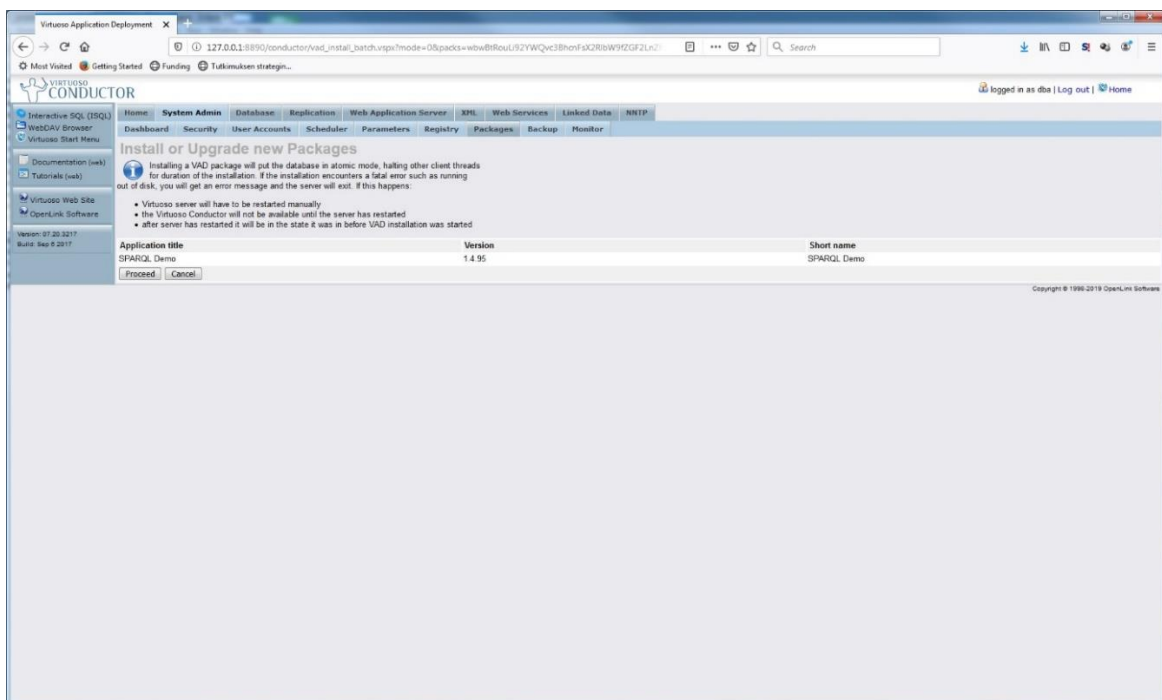 Virtuoso Application Deployment
127.0.0.1:8890/conductor/vad_install_batch.vspx?mode=0&packs=
Search
Most Visited Getting Started Funding Tutkimuksen strategin...
VIRTUOSO
CONDUCTOR
logged in as dba | Log out | Home
Interactive SQL (ISQL)
WebDAV Browser
Virtuoso Start Menu
Documentation (web)
Tutorials (web)
Virtuoso Web Site
OpenLink Software
Version: 07.20.3217
Build: Sep 6 2017
Home System Admin Database Replication Web Application Server XML Web Services Linked Data NNTP
Dashboard Security User Accounts Scheduler Parameters Registry Packages Backup Monitor
Install or Upgrade new Packages
Installing a VAD package will put the database in atomic mode, halting other client threads
for duration of the installation. If the installation encounters a fatal error such as running
out of disk, you will get an error message and the server will exit. If this happens:
• Virtuoso server will have to be restarted manually
• the Virtuoso Conductor will not be available until the server has restarted
• after server has restarted it will be in the state it was in before VAD installation was started
Application title Version Short name
SPARQL Demo 1.4.95 SPARQL Demo
Proceed Cancel
Copyright © 1998-2019 OpenLink Software